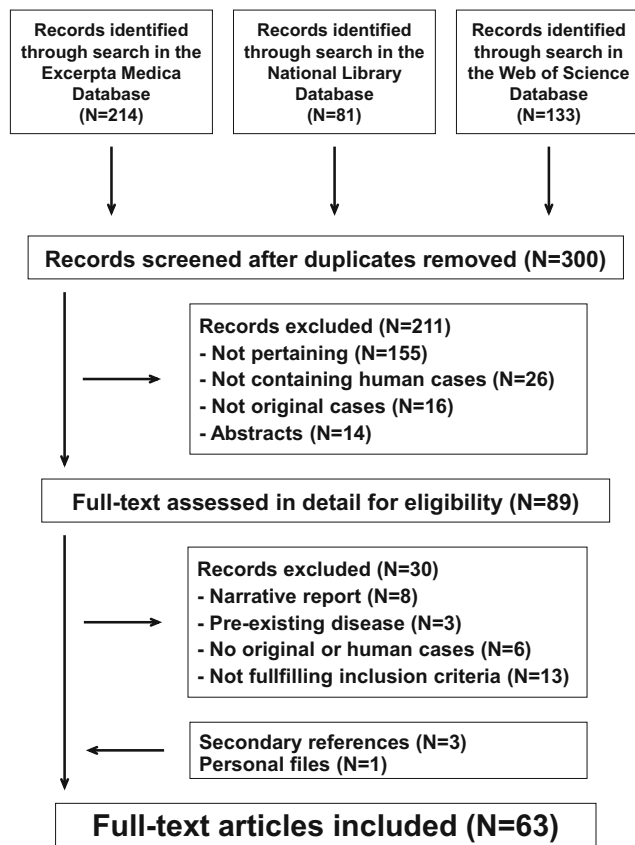 Records identified
through search in the
Excerpta Medica
Database
(N=214)
Records identified
through search in the
National Library
Database
(N=81)
Records identified
through search in
the Web of Science
Database
(N=133)
Records screened after duplicates removed (N=300)
Records excluded (N=211)
- Not pertaining (N=155)
- Not containing human cases (N=26)
- Not original cases (N=16)
- Abstracts (N=14)
Full-text assessed in detail for eligibility (N=89)
Records excluded (N=30)
- Narrative report (N=8)
- Pre-existing disease (N=3)
- No original or human cases (N=6)
- Not fullfilling inclusion criteria (N=13)
Secondary references (N=3)
Personal files (N=1)
Full-text articles included (N=63)